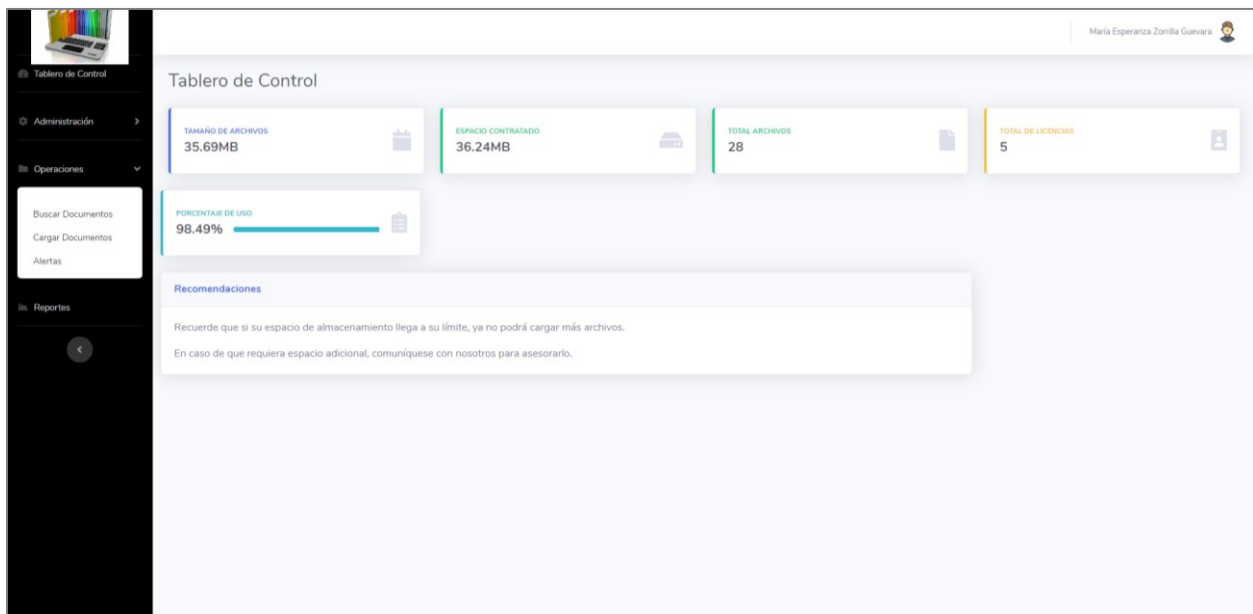 María Esperanza Zorrilla Guevara
Tablero de Control
Administración
Operaciones
Buscar Documentos
Cargar Documentos
Alertas
Reportes
Tablero de Control
TAMAÑO DE ARCHIVOS
35.69MB
ESPACIO CONTRATADO
36.24MB
TOTAL ARCHIVOS
28
TOTAL DE LICENCIAS
5
PORCENTAJE DE USO
98.49%
Recomendaciones
Recuerde que si su espacio de almacenamiento llega a su límite, ya no podrá cargar más archivos.
En caso de que requiera espacio adicional, comuníquese con nosotros para asesorarlo.